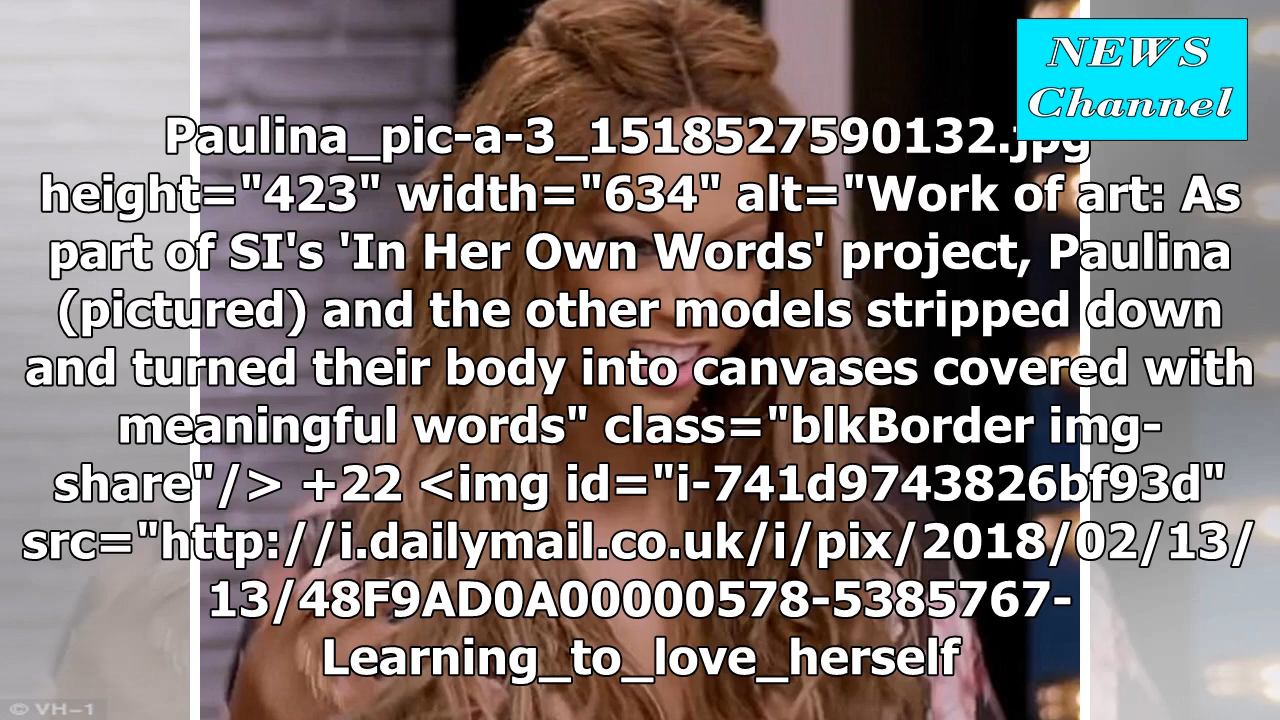 NEWS
Channel
Paulina_pic-a-3_1518527590132.jpg
height="423" width="634" alt="Work of art: As
part of SI's 'In Her Own Words' project, Paulina
(pictured) and the other models stripped down
and turned their body into canvases covered with
meaningful words" class="blkBorder img-
share"/> +22 <img id="i-741d9743826bf93d"
src="http://i.dailymail.co.uk/i/pix/2018/02/13/
13/48F9AD0A00000578-5385767-
Learning_to_love_herself
© VH-1